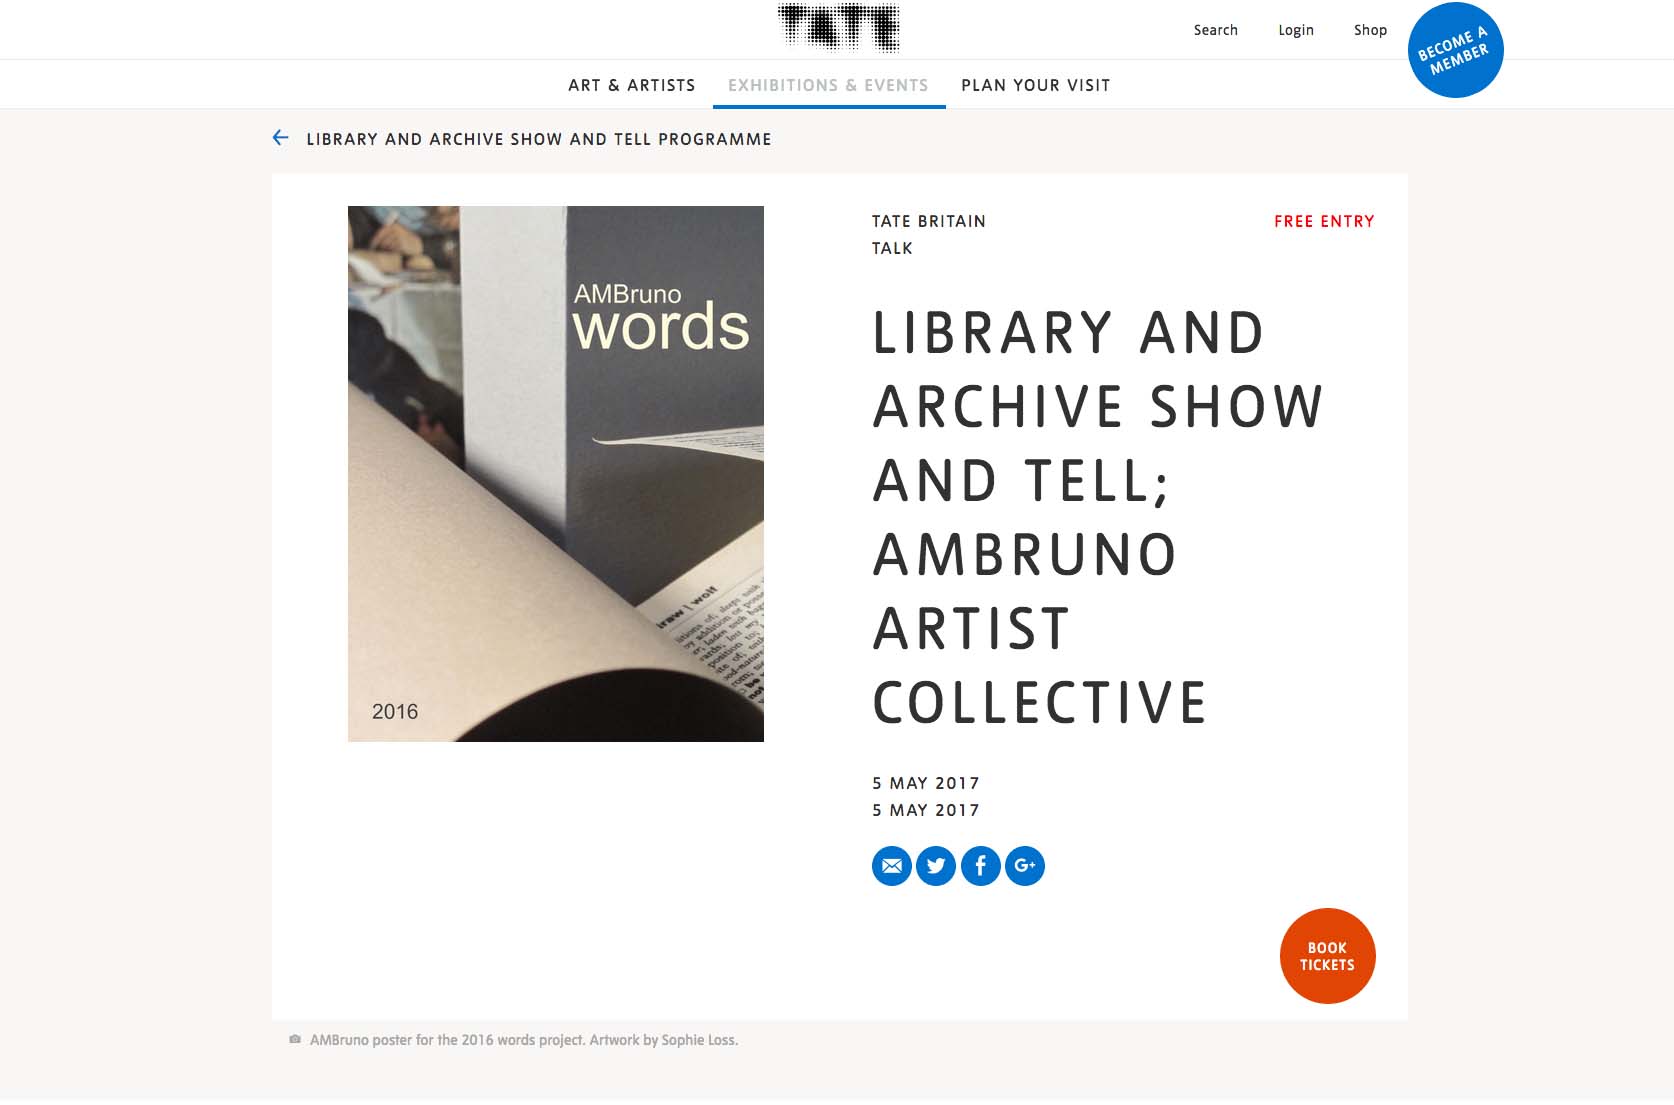 TATE
Search
Login
Shop
BECOME A
MEMBER
ART & ARTISTS
EXHIBITIONS & EVENTS
PLAN YOUR VISIT
LIBRARY AND ARCHIVE SHOW AND TELL PROGRAMME
AMBruno
words
raw | wolf
2016
TATE BRITAIN
FREE ENTRY
TALK
LIBRARY AND
ARCHIVE SHOW
AND TELL;
AMBRUNO
ARTIST
COLLECTIVE
5 MAY 2017
5 MAY 2017
G+
BOOK
TICKETS
AMBruno poster for the 2016 words project. Artwork by Sophie Loss.